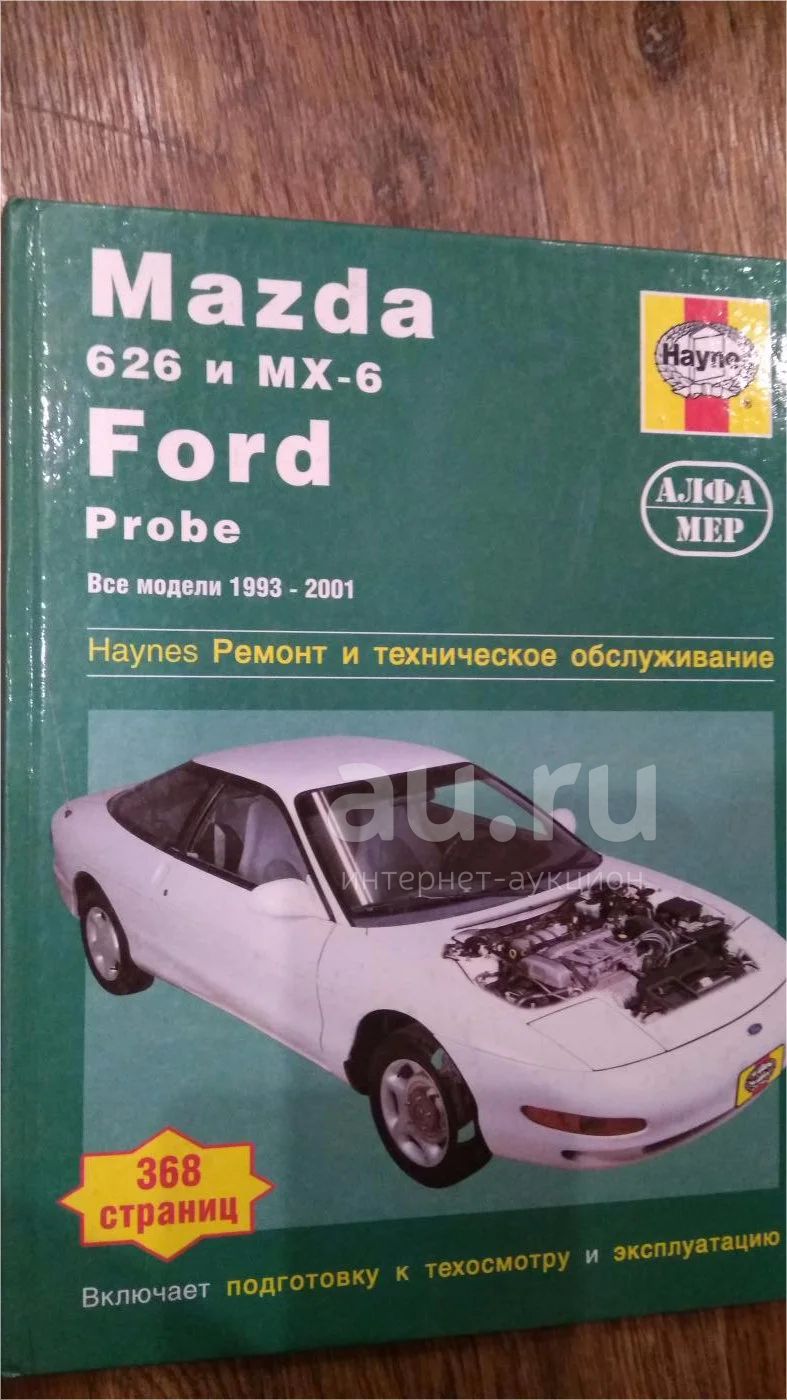 Mazda
626 и MX-6
Ford
Probe
Все модели 1993 - 2001
Haynes
АЛФА
МЕР
Haynes Ремонт и техническое обслуживание
au.ru
интернет-аукцион
368
страниц
Включает подготовку к техосмотру и эксплуатацию